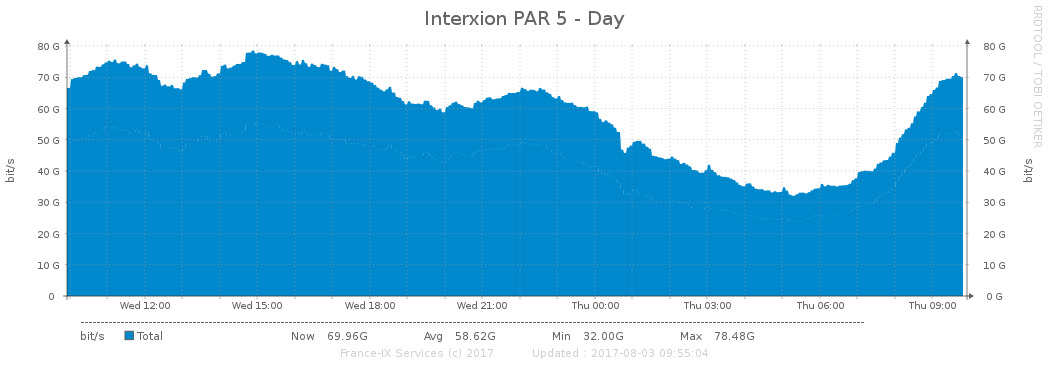 Interxion PAR 5 - Day
RRDTOOL / TOBI OETIKER
80 G 80 G
70 G 70 G
60 G 60 G
50 G 50 G
40 G 40 G
30 G 30 G
20 G 20 G
10 G 10 G
0 0 G
bit/s bit/s
Wed 12:00 Wed 15:00 Wed 18:00 Wed 21:00 Thu 00:00 Thu 03:00 Thu 06:00 Thu 09:00
bit/s Total Now 69.96G Avg 58.62G Min 32.00G Max 78.48G
France-IX Services (c) 2017 Updated : 2017-08-03 09:55:04